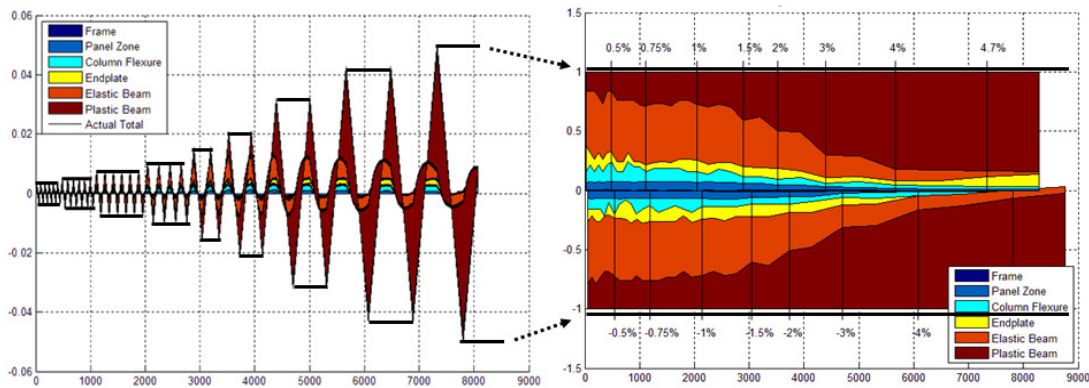 0.06
0.04
0.02
0
-0.02
-0.04
-0.06
0 1000 2000 3000 4000 5000 6000 7000 8000 9000
Frame
Panel Zone
Column Flexure
Endplate
Elastic Beam
Plastic Beam
Actual Total
1.5
1
0.5
0
-0.5
-1
-1.5
0.5% 0.75% 1% 1.5% 2% 3% 4% 4.7%
-0.5% -0.75% -1% -1.5% -2% -3% -4%
Frame
Panel Zone
Column Flexure
Endplate
Elastic Beam
Plastic Beam
0 1000 2000 3000 4000 5000 6000 7000 8000 9000